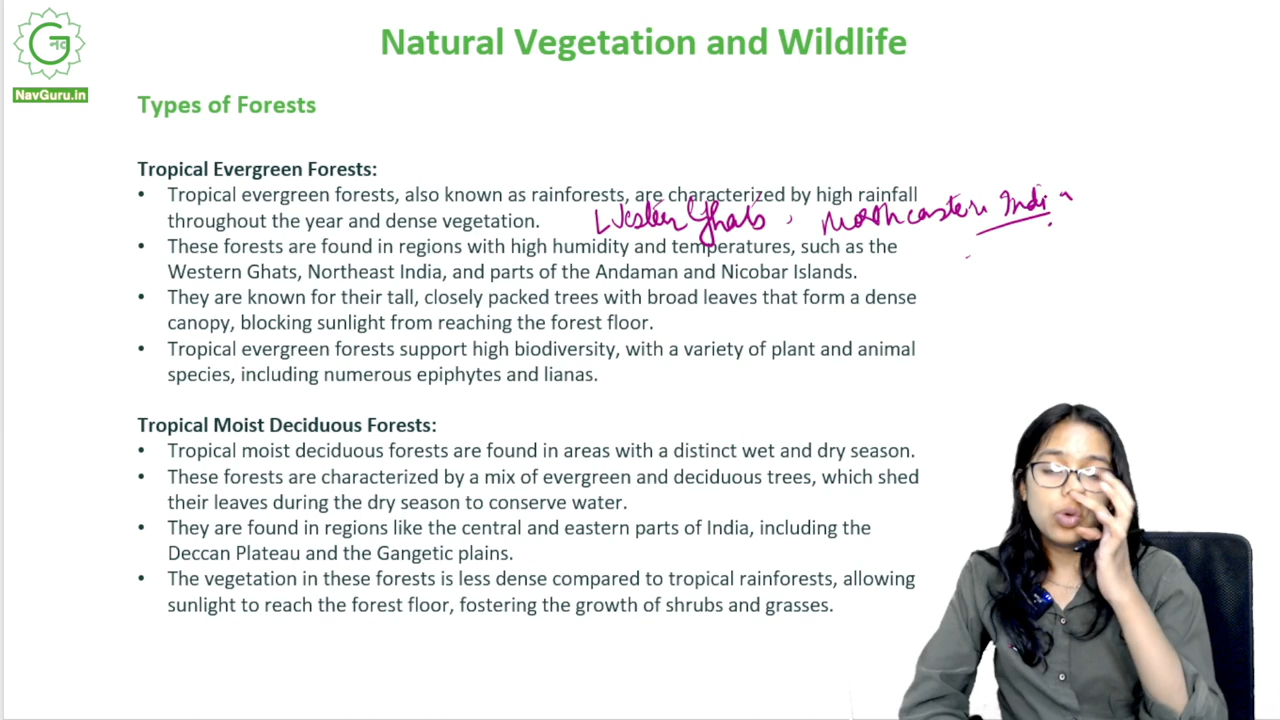 नव
NavGuru.in
Natural Vegetation and Wildlife
Types of Forests
Tropical Evergreen Forests:
• Tropical evergreen forests, also known as rainforests, are characterized by high rainfall
throughout the year and dense vegetation.
Western Ghats, Northeastern India
• These forests are found in regions with high humidity and temperatures, such as the
Western Ghats, Northeast India, and parts of the Andaman and Nicobar Islands.
• They are known for their tall, closely packed trees with broad leaves that form a dense
canopy, blocking sunlight from reaching the forest floor.
• Tropical evergreen forests support high biodiversity, with a variety of plant and animal
species, including numerous epiphytes and lianas.
Tropical Moist Deciduous Forests:
• Tropical moist deciduous forests are found in areas with a distinct wet and dry season.
• These forests are characterized by a mix of evergreen and deciduous trees, which shed
their leaves during the dry season to conserve water.
• They are found in regions like the central and eastern parts of India, including the
Deccan Plateau and the Gangetic plains.
• The vegetation in these forests is less dense compared to tropical rainforests, allowing
sunlight to reach the forest floor, fostering the growth of shrubs and grasses.